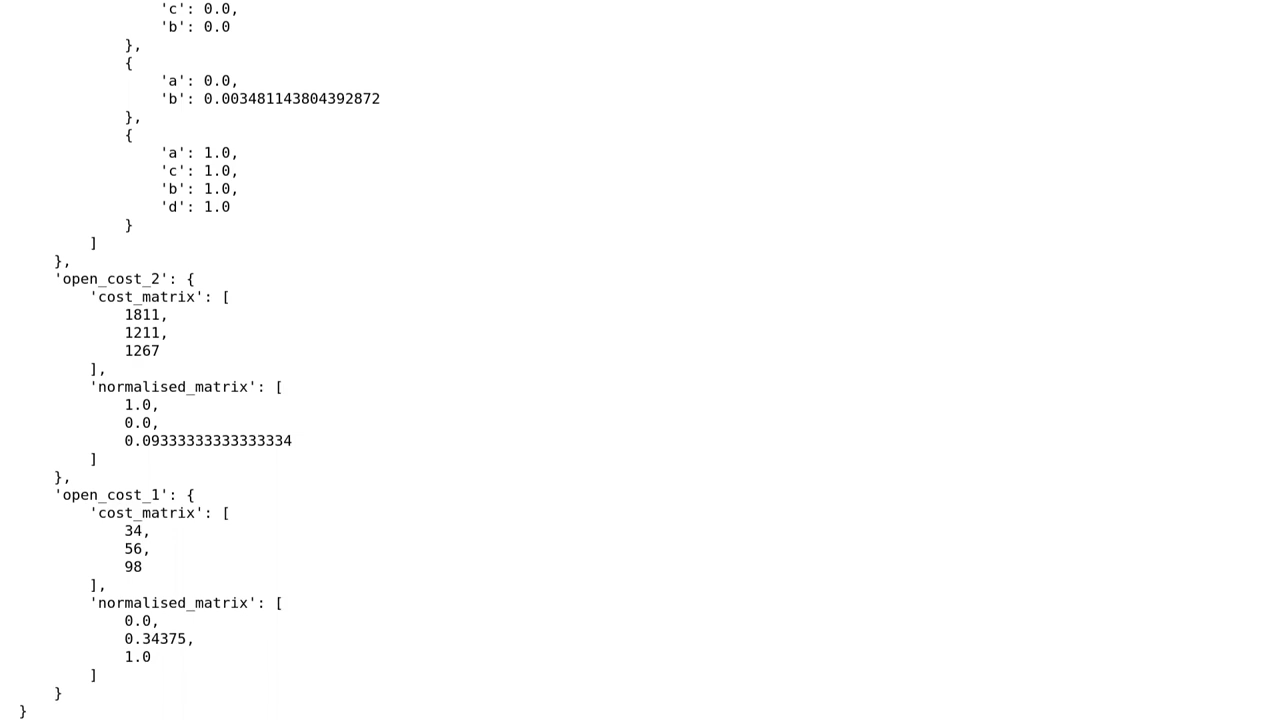 'c': 0.0,
'b': 0.0
},
{
'a': 0.0,
'b': 0.003481143804392872
},
{
'a': 1.0,
'c': 1.0,
'b': 1.0,
'd': 1.0
}
]
},
'open_cost_2': {
'cost_matrix': [
1811,
1211,
1267
],
'normalised_matrix': [
1.0,
0.0,
0.09333333333333334
]
},
'open_cost_1': {
'cost_matrix': [
34,
56,
98
],
'normalised_matrix': [
0.0,
0.34375,
1.0
]
}
}